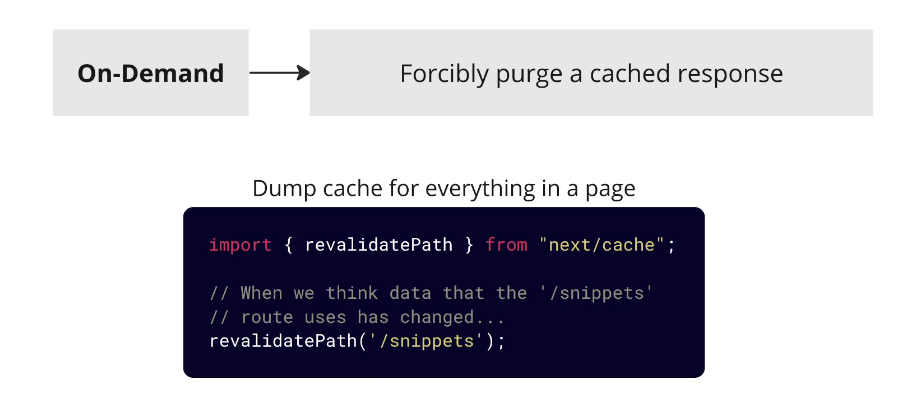 On-Demand
Forcibly purge a cached response
Dump cache for everything in a page
import { revalidatePath } from "next/cache";
// When we think data that the '/snippets'
// route uses has changed...
revalidatePath('/snippets');